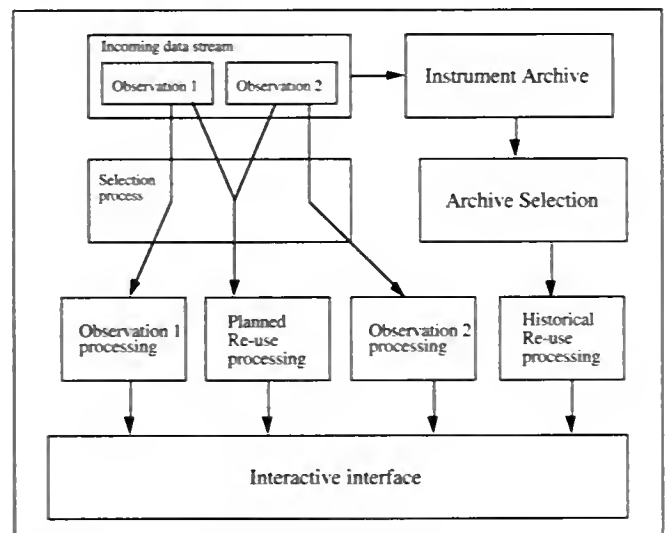 Incoming data stream
Observation 1
Observation 2
Instrument Archive
Selection
process
Archive Selection
Observation 1
processing
Planned
Re-use
processing
Observation 2
processing
Historical
Re-use
processing
Interactive interface